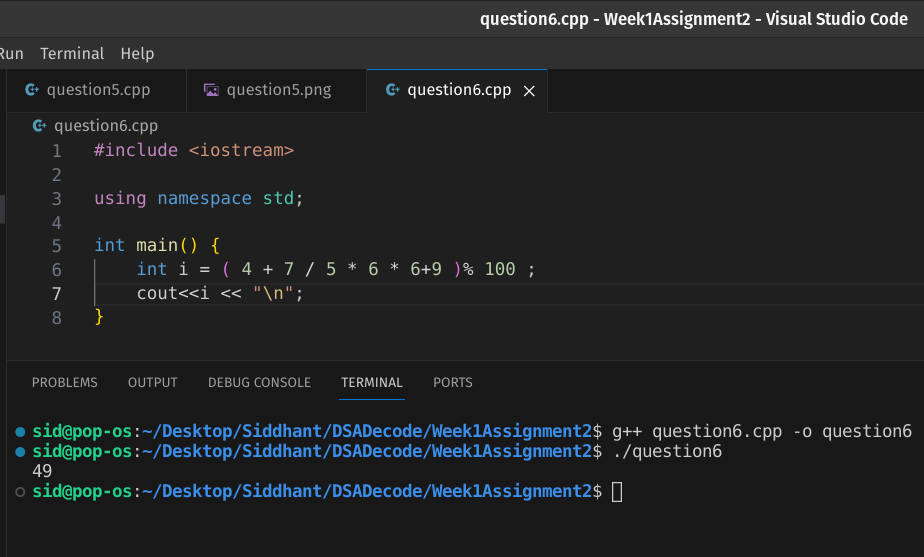 question6.cpp - Week1Assignment2 - Visual Studio Code
Run Terminal Help
question5.cpp question5.png question6.cpp
question6.cpp
1 #include <iostream>
2
3 using namespace std;
4
5 int main() {
6 int i = ( 4 + 7 / 5 * 6 * 6+9 )% 100 ;
7 cout<<i << "\n";
8 }
PROBLEMS OUTPUT DEBUG CONSOLE TERMINAL PORTS
sid@pop-os:~/Desktop/Siddhant/DSADecode/Week1Assignment2$ g++ question6.cpp -o question6
sid@pop-os:~/Desktop/Siddhant/DSADecode/Week1Assignment2$ ./question6
49
sid@pop-os:~/Desktop/Siddhant/DSADecode/Week1Assignment2$